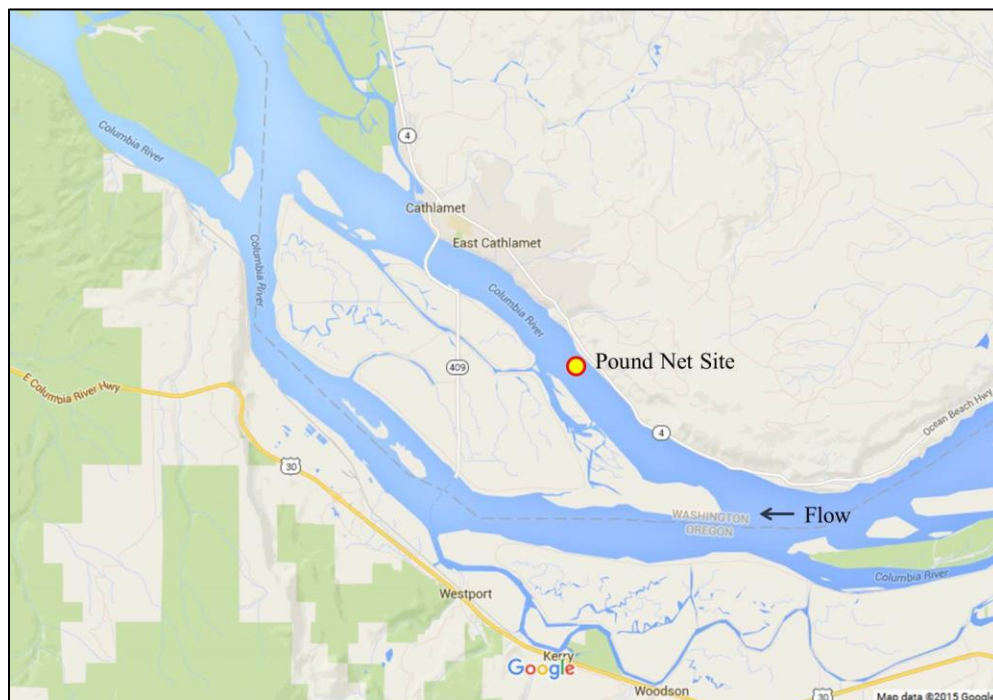 Columbia River
4
Cathlamet
East Cathlamet
Columbia River
Columbia River
Pound Net Site
409
E Columbia River Hwy
Ocean Beach Hwy
4
30
WASHINGTON
OREGON
Flow
Columbia River
Westport
Kerry
Google
Woodson
30
Map data ©2015 Google